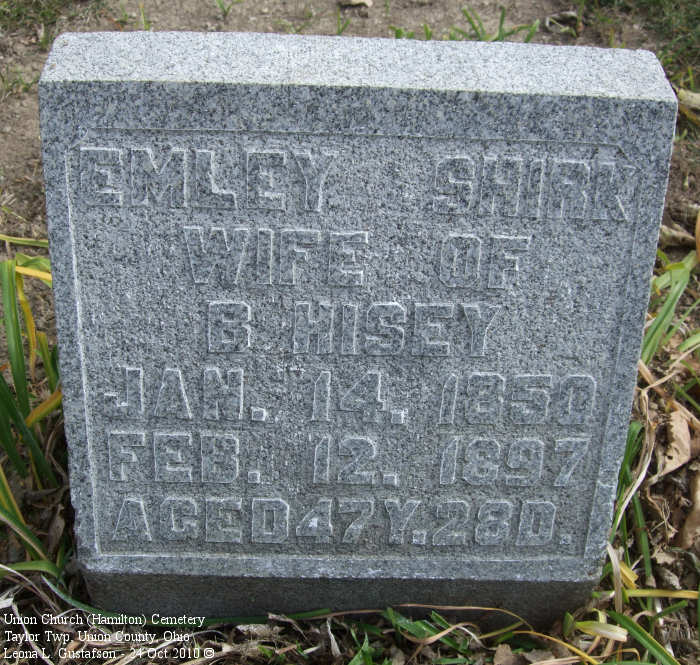 EMLEY SHIRK
WIFE OF
B HISEY
JAN. 14. 1850
FEB. 12. 1897
AGED 47Y. 28D.
Union Church (Hamilton) Cemetery
Taylor Twp. Union County, Ohio
Leona L. Gustafson - 24 Oct 2010 ©